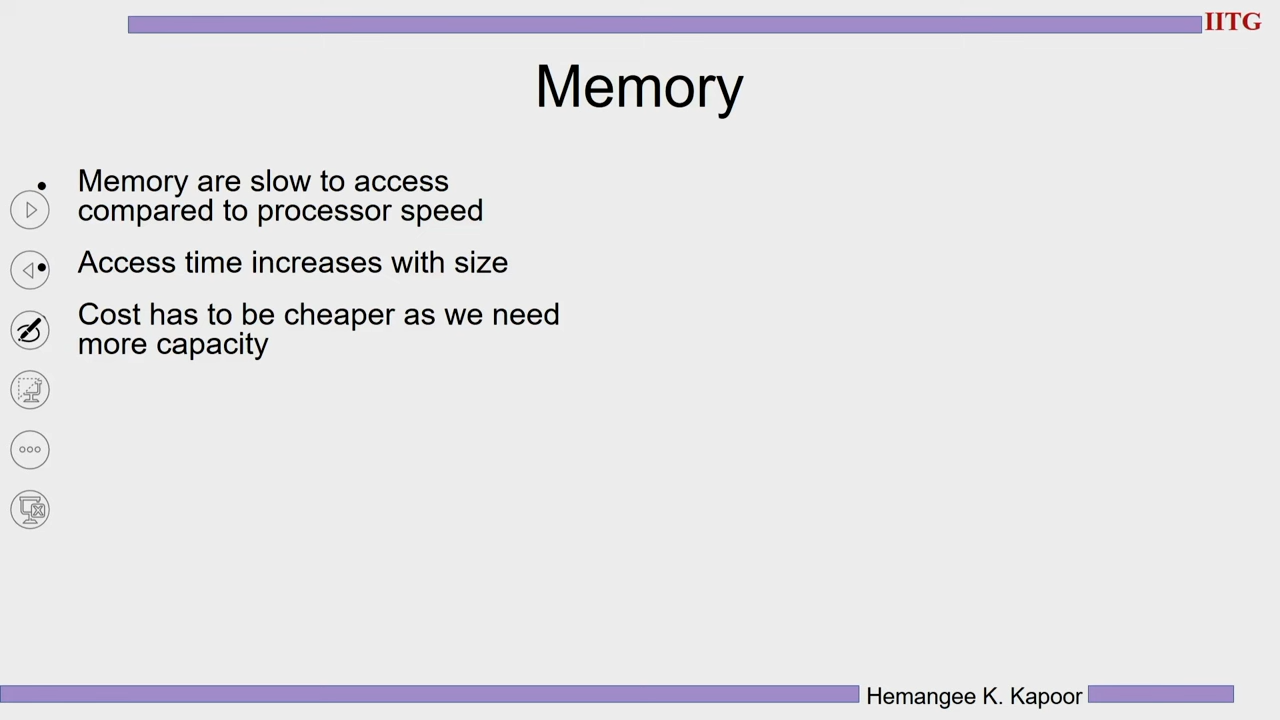 IITG
Memory
• Memory are slow to access
compared to processor speed
• Access time increases with size
Cost has to be cheaper as we need
more capacity
Hemangee K. Kapoor